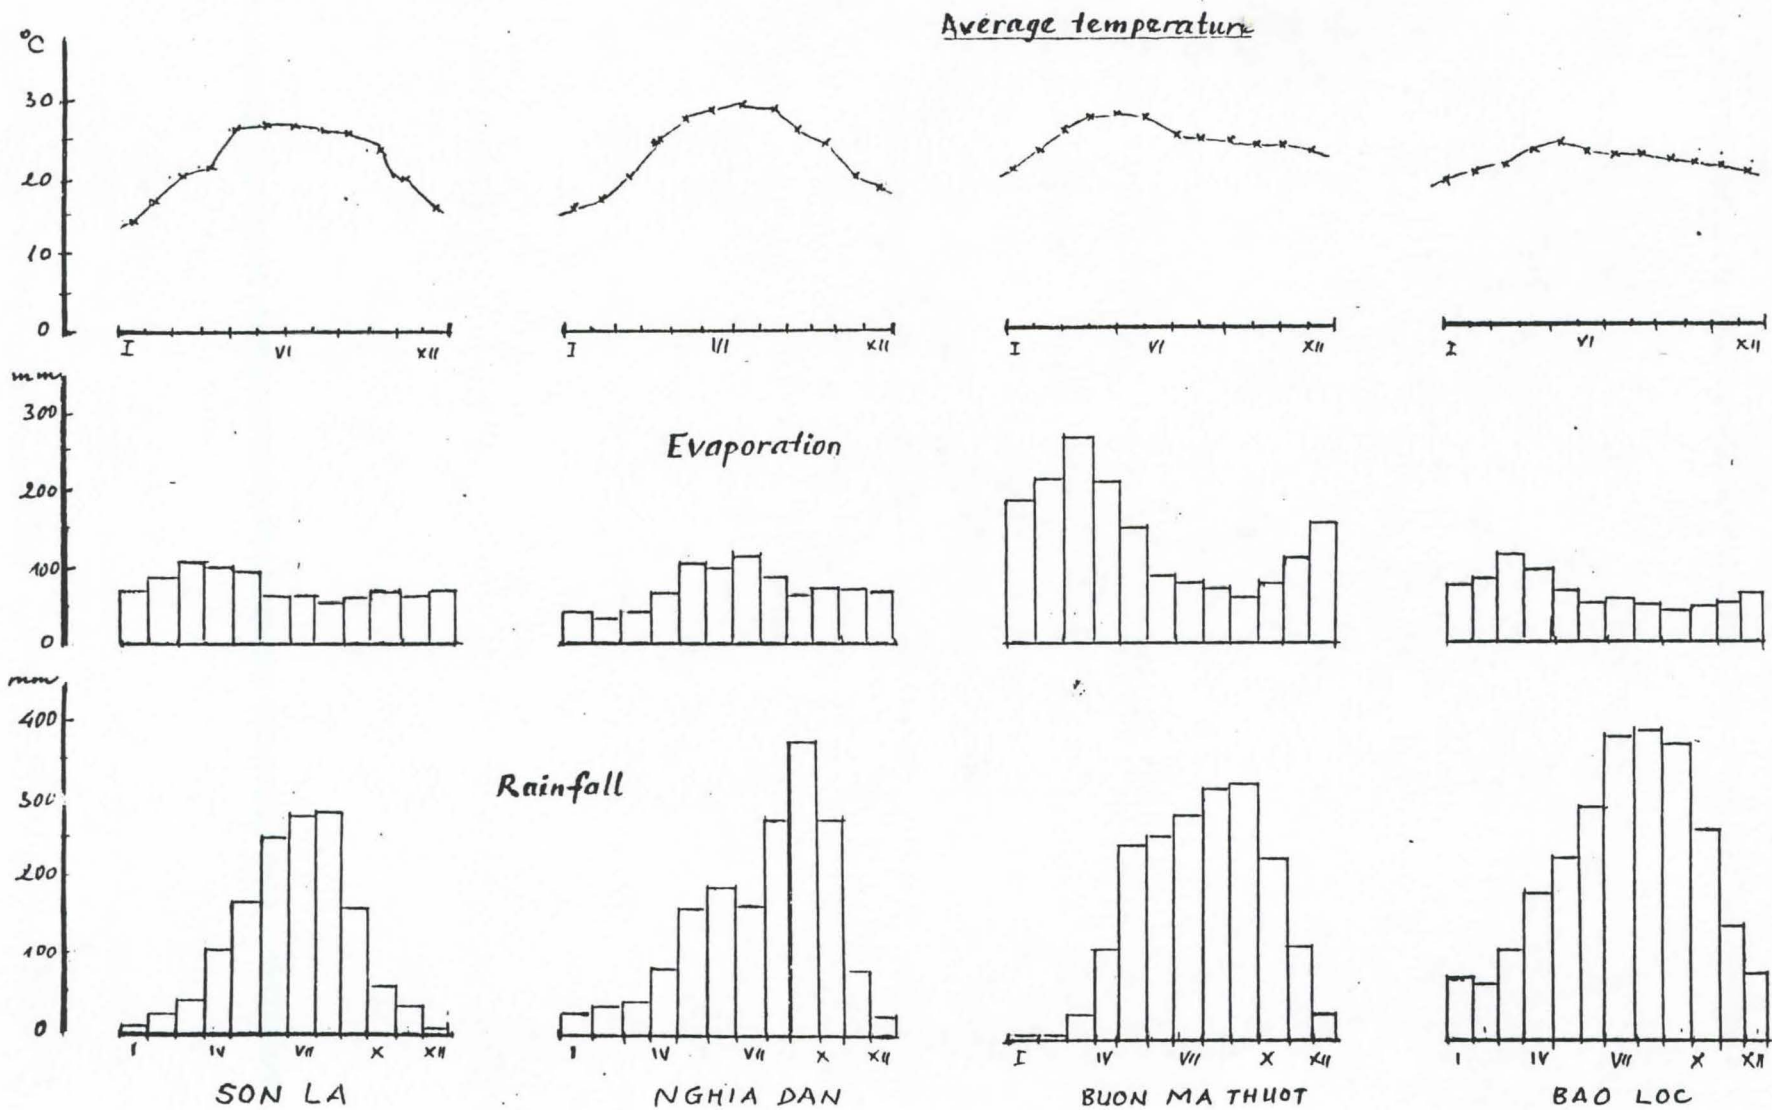 Average temperature
°C
30
20
10
0
I VI XII
I VII XII
I VI XII
I VI XII
mm
300
200
100
0
Evaporation
mm
400
300
200
100
0
Rainfall
I IV VII X XII
I IV VII X XII
I IV VII X XII
I IV VII X XII
SON LA
NGHIA DAN
BUON MA THUOT
BAO LOC